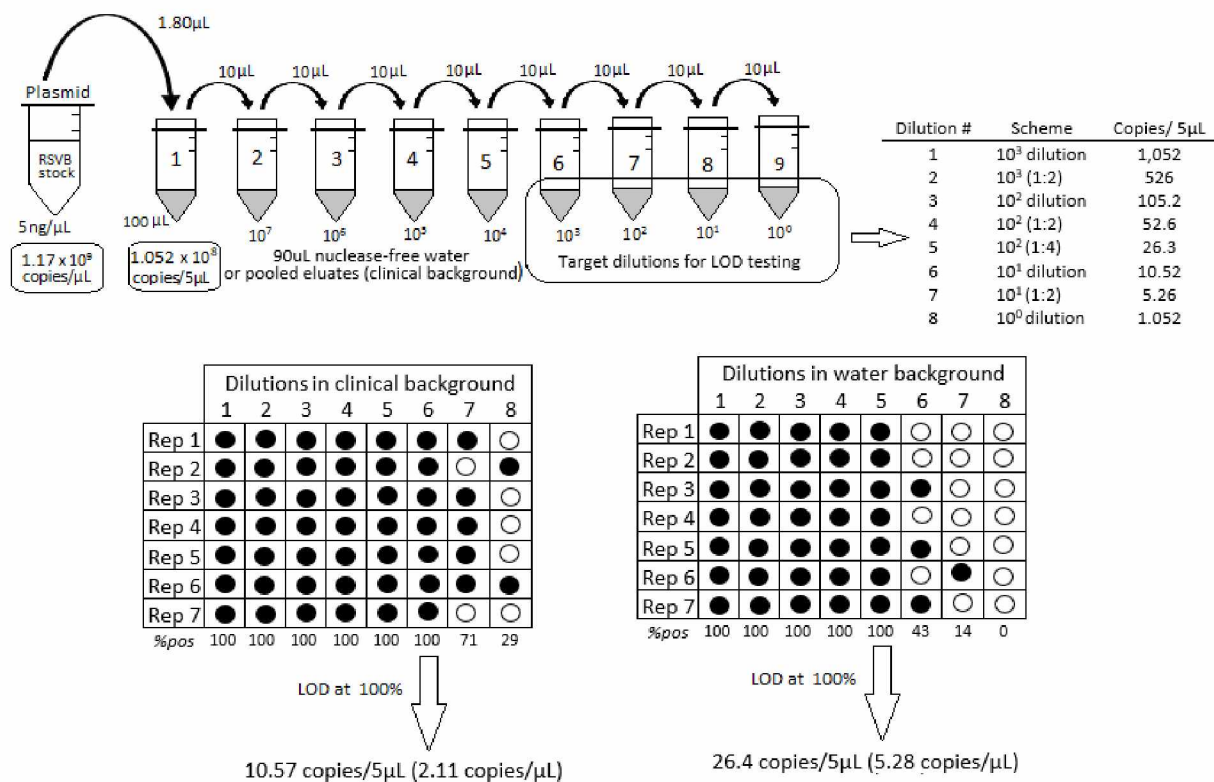 1.80µL
10µL 10µL 10µL 10µL 10µL 10µL 10µL 10µL
Plasmid
RSVB
stock
1 2 3 4 5 6 7 8 9
5ng/µL
100 µL
1.17 x 10⁹
copies/µL
1.052 x 10⁸
copies/5µL
10⁷ 10⁶ 10⁵ 10⁴ 10³ 10² 10¹ 10⁰
90uL nuclease-free water
or pooled eluates (clinical background)
Target dilutions for LOD testing
Dilution # Scheme Copies/ 5µL
1 10³ dilution 1,052
2 10³ (1:2) 526
3 10² dilution 105.2
4 10² (1:2) 52.6
5 10² (1:4) 26.3
6 10¹ dilution 10.52
7 10¹ (1:2) 5.26
8 10⁰ dilution 1.052
Dilutions in clinical background
1 2 3 4 5 6 7 8
Rep 1
Rep 2
Rep 3
Rep 4
Rep 5
Rep 6
Rep 7
%pos 100 100 100 100 100 100 71 29
LOD at 100%
10.57 copies/5µL (2.11 copies/µL)
Dilutions in water background
1 2 3 4 5 6 7 8
Rep 1
Rep 2
Rep 3
Rep 4
Rep 5
Rep 6
Rep 7
%pos 100 100 100 100 100 43 14 0
LOD at 100%
26.4 copies/5µL (5.28 copies/µL)